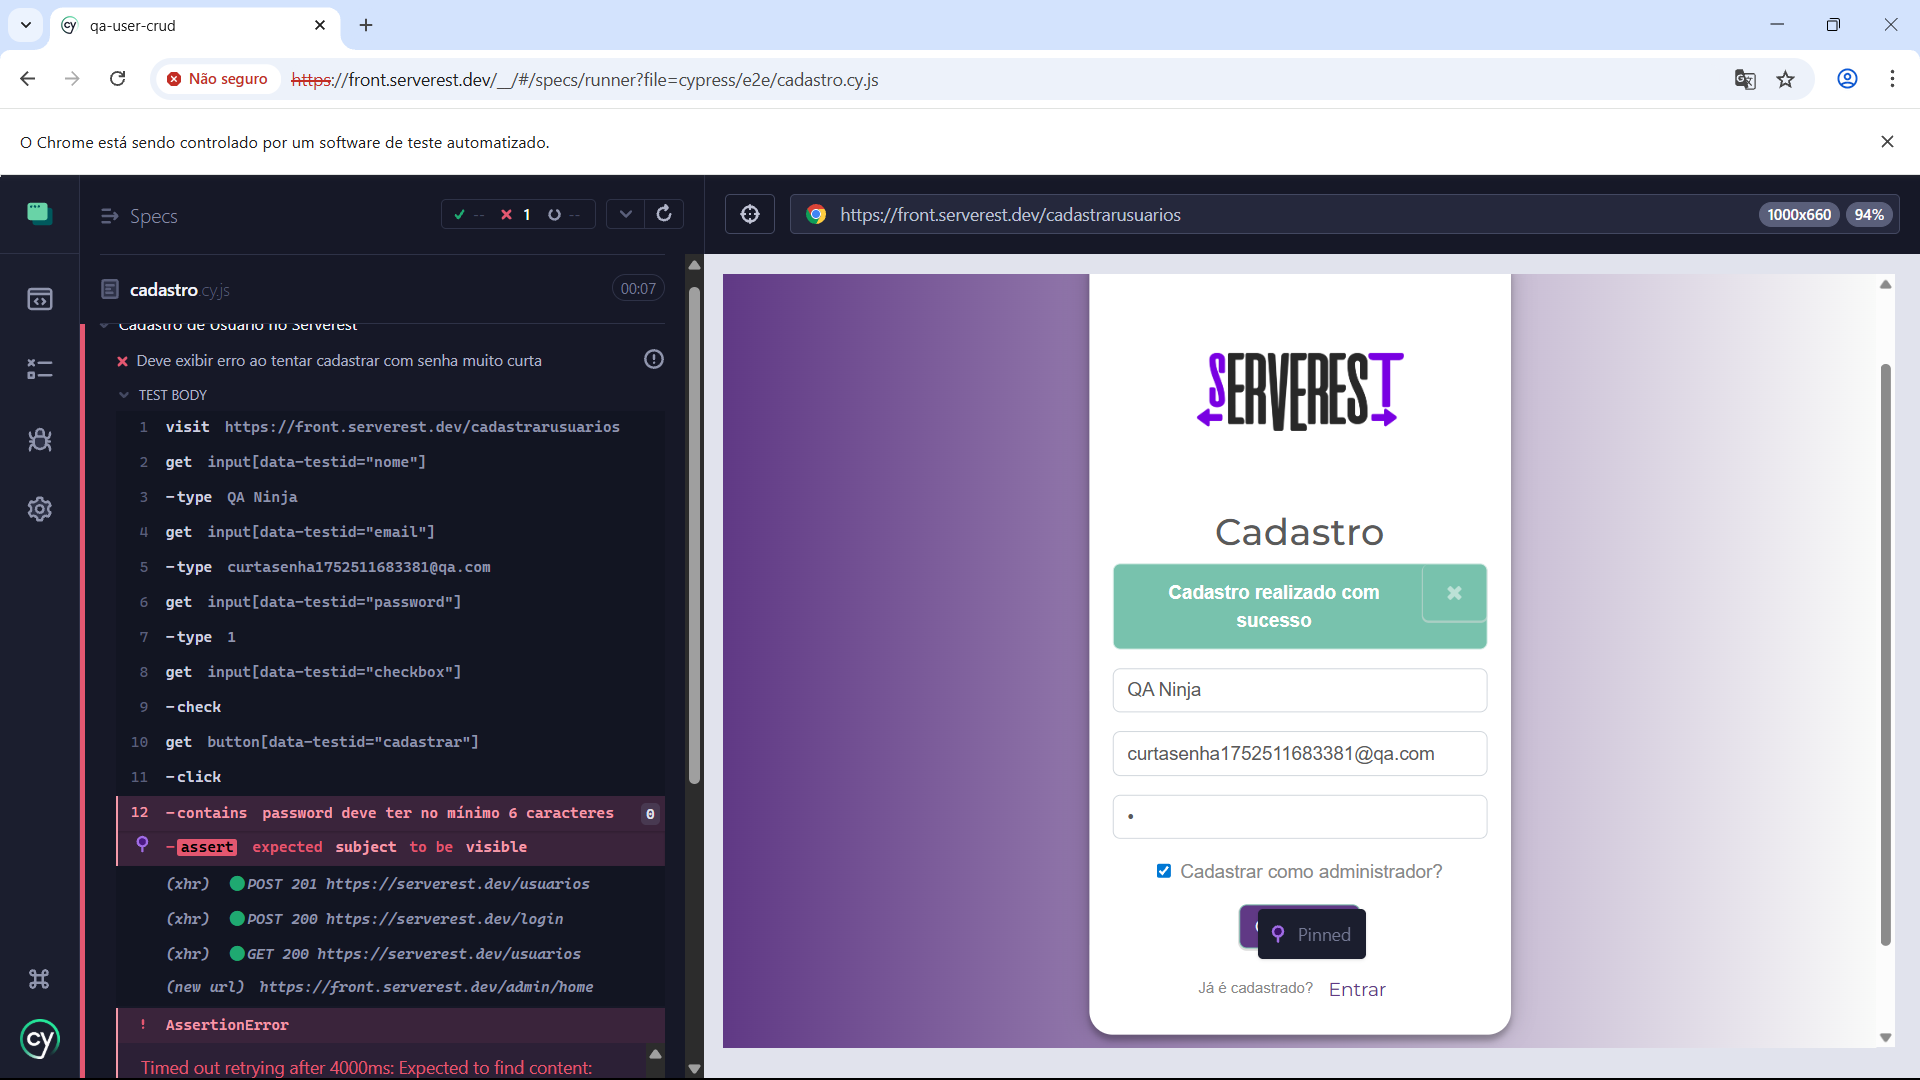 qa-user-crud
Não seguro
https://front.serverest.dev/__/#/specs/runner?file=cypress/e2e/cadastro.cy.js
O Chrome está sendo controlado por um software de teste automatizado.
Specs
-- 1 --
https://front.serverest.dev/cadastrarusuarios
1000x660
94%
cadastro.cy.js
00:07
Cadastro de Usuário no Serverest
Deve exibir erro ao tentar cadastrar com senha muito curta
TEST BODY
1 visit https://front.serverest.dev/cadastrarusuarios
2 get input[data-testid="nome"]
3 -type QA Ninja
4 get input[data-testid="email"]
5 -type curtasenha1752511683381@qa.com
6 get input[data-testid="password"]
7 -type 1
8 get input[data-testid="checkbox"]
9 -check
10 get button[data-testid="cadastrar"]
11 -click
12 -contains password deve ter no mínimo 6 caracteres 0
-assert expected subject to be visible
(xhr) POST 201 https://serverest.dev/usuarios
(xhr) POST 200 https://serverest.dev/login
(xhr) GET 200 https://serverest.dev/usuarios
(new url) https://front.serverest.dev/admin/home
! AssertionError
Timed out retrying after 4000ms: Expected to find content:
cy
SERVEREST
Cadastro
Cadastro realizado com
sucesso
QA Ninja
curtasenha1752511683381@qa.com
•
Cadastrar como administrador?
Pinned
Já é cadastrado? Entrar